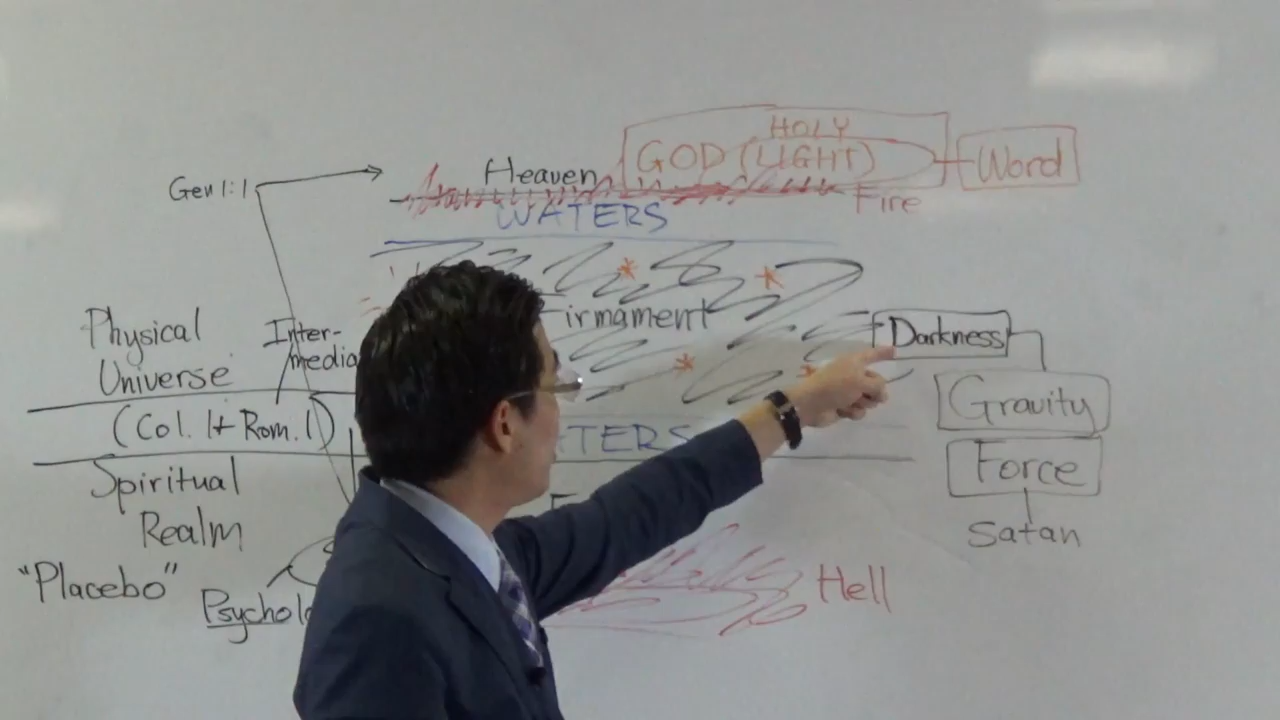 HOLY
GOD (LIGHT)
Word
Heaven
Gen 1:1
Fire
WATERS
Firmament
Darkness
Physical
Universe
Inter-
media
Gravity
(Col. 1 + Rom. 1)
WATERS
Force
Spiritual
Realm
Satan
"Placebo"
Hell
Psychol